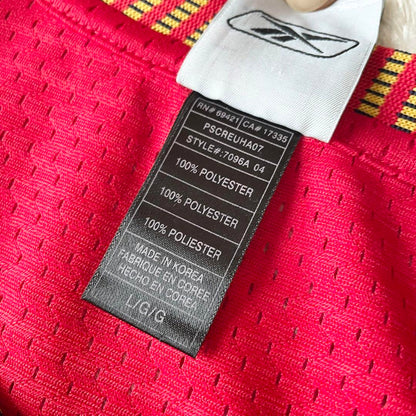 RN# 69421 CA# 17335
PSCREUHA07
STYLE#:7096A 04
100% POLYESTER
100% POLYESTER
100% POLIESTER
MADE IN KOREA
FABRIQUE EN COREE
HECHO EN COREA
L/G/G